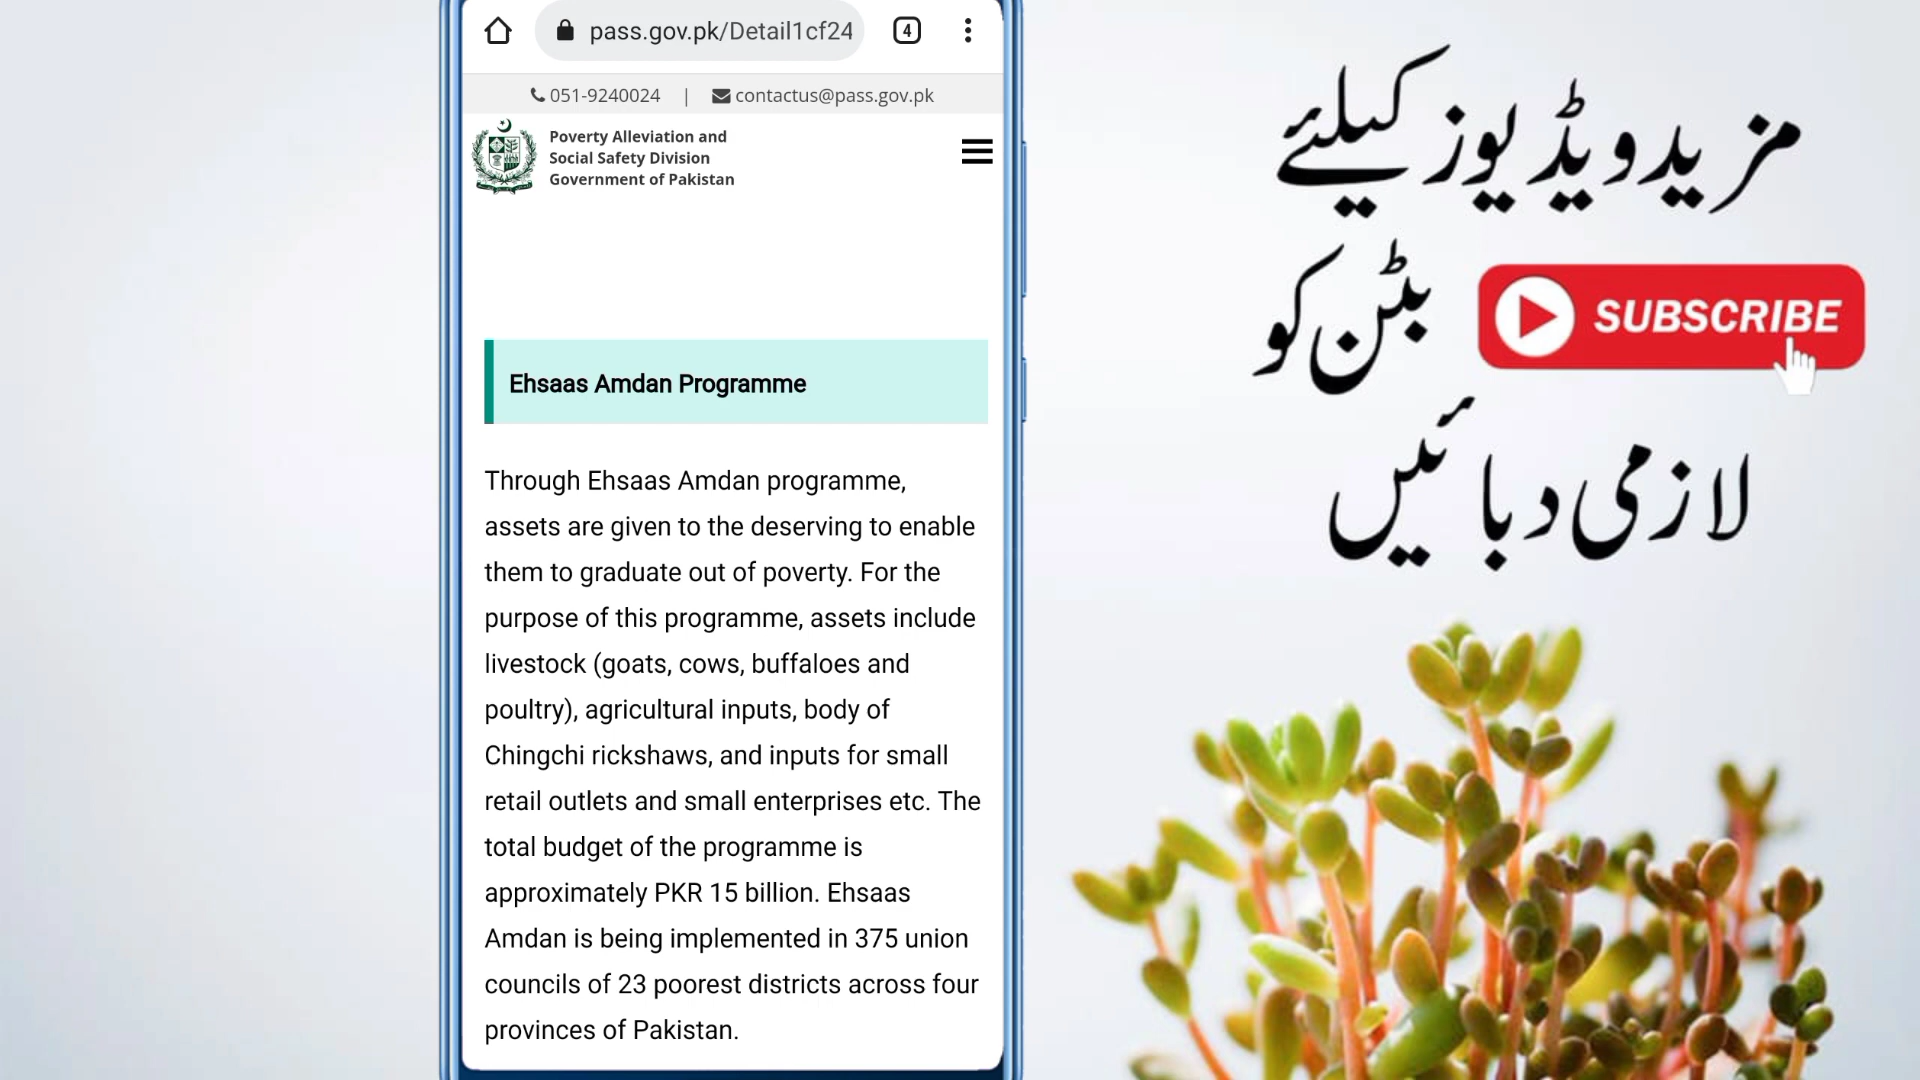 pass.gov.pk/Detail1cf24
4
051-9240024 | contactus@pass.gov.pk
Poverty Alleviation and
Social Safety Division
Government of Pakistan
Ehsaas Amdan Programme
Through Ehsaas Amdan programme,
assets are given to the deserving to enable
them to graduate out of poverty. For the
purpose of this programme, assets include
livestock (goats, cows, buffaloes and
poultry), agricultural inputs, body of
Chingchi rickshaws, and inputs for small
retail outlets and small enterprises etc. The
total budget of the programme is
approximately PKR 15 billion. Ehsaas
Amdan is being implemented in 375 union
councils of 23 poorest districts across four
provinces of Pakistan.
مزید ویڈیوز کیلئے
SUBSCRIBE بٹن کو
لازمی دبائیں